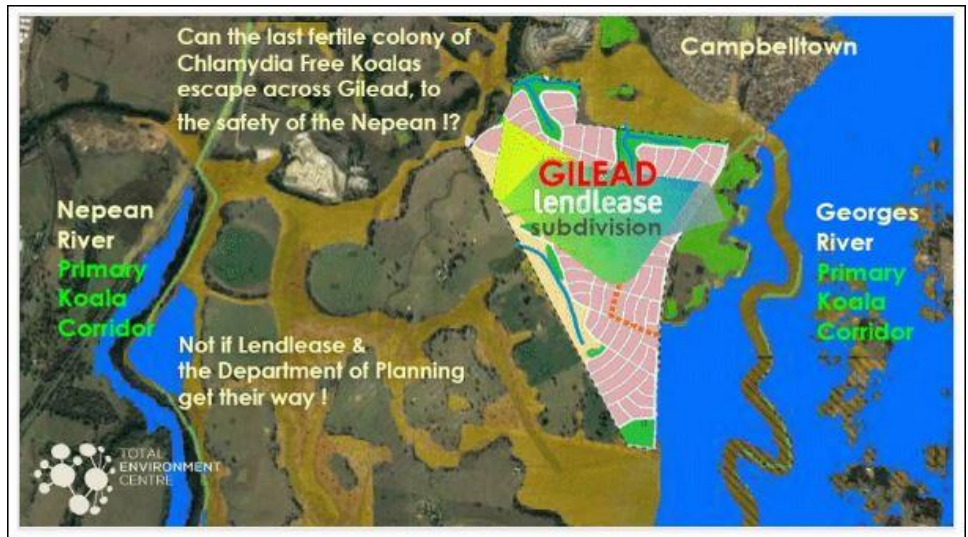 Can the last fertile colony of
Chlamydia Free Koalas
escape across Gilead, to
the safety of the Nepean !?
Campbelltown
GILEAD
lendlease
subdivision
Nepean
River
Primary
Koala
Corridor
Georges
River
Primary
Koala
Corridor
Not if Lendlease &
the Department of Planning
get their way !
TOTAL
ENVIRONMENT
CENTRE